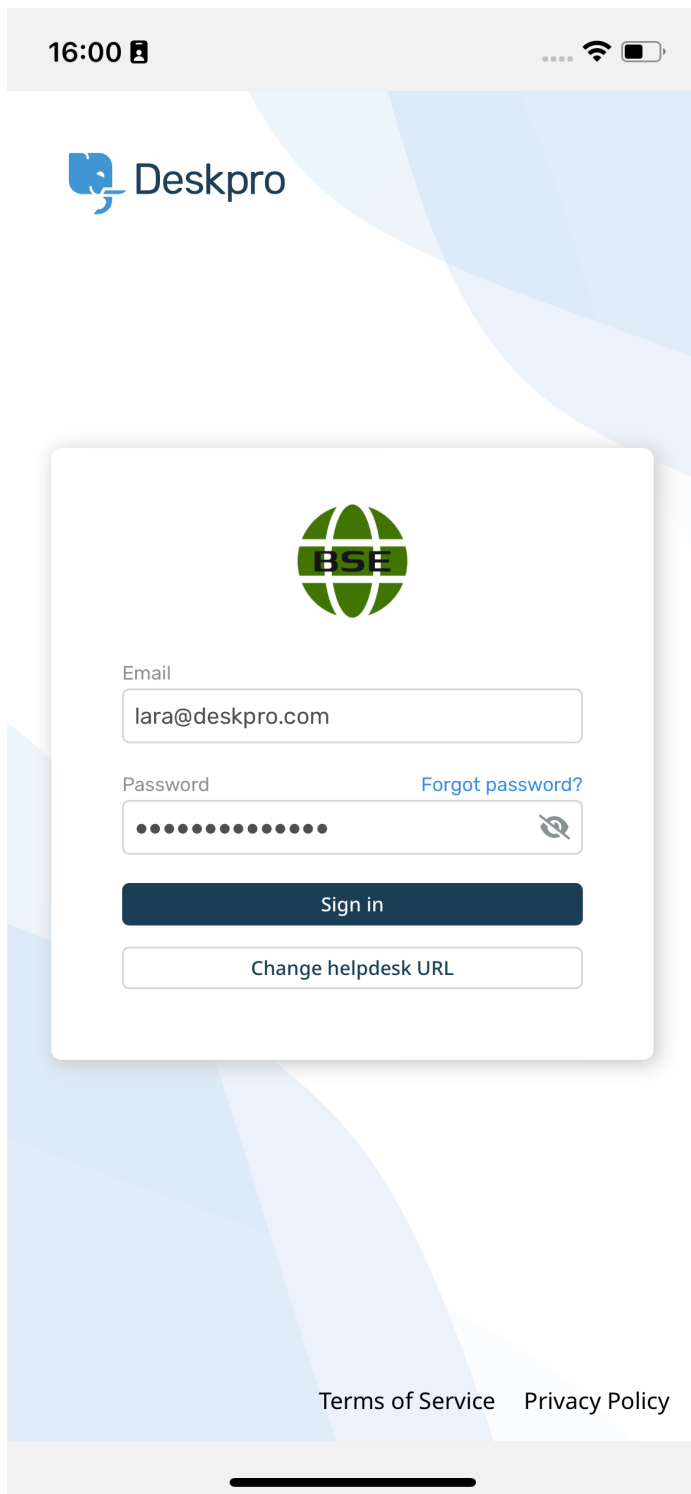 16:00
Deskpro
BSE
Email
lara@deskpro.com
Password Forgot password?
●●●●●●●●●●●●●●
Sign in
Change helpdesk URL
Terms of Service Privacy Policy